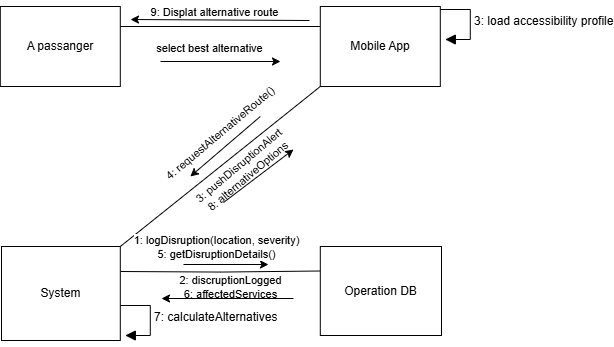 9: Displat alternative route
A passanger
select best alternative
Mobile App
3: load accessibility profile
4: requestAlternativeRoute()
3: pushDisruptionAlert
8: alternativeOptions
1: logDisruption(location, severity)
5: getDisruptionDetails()
2: discruptionLogged
6: affectedServices
System
Operation DB
7: calculateAlternatives